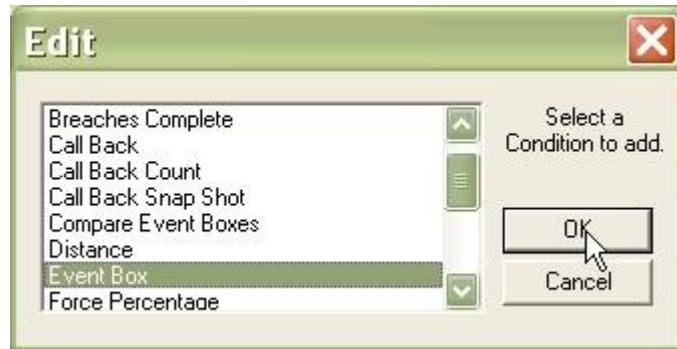 Edit
Breaches Complete
Call Back
Call Back Count
Call Back Snap Shot
Compare Event Boxes
Distance
Event Box
Force Percentage
Select a
Condition to add.
OK
Cancel